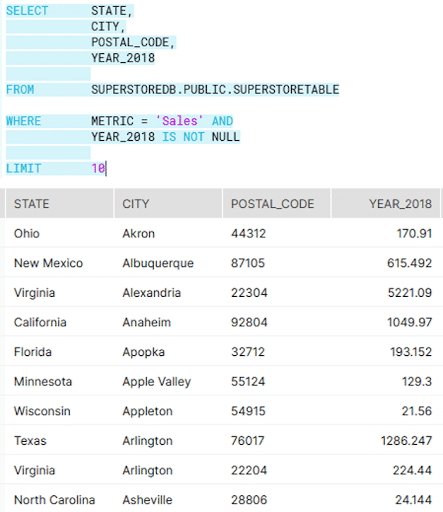 SELECT STATE,
CITY,
POSTAL_CODE,
YEAR_2018
FROM SUPERSTOREDB.PUBLIC.SUPERSTORETABLE
WHERE METRIC = 'Sales' AND
YEAR_2018 IS NOT NULL
LIMIT 10
STATE CITY POSTAL_CODE YEAR_2018
Ohio Akron 44312 170.91
New Mexico Albuquerque 87105 615.492
Virginia Alexandria 22304 5221.09
California Anaheim 92804 1049.97
Florida Apopka 32712 193.152
Minnesota Apple Valley 55124 129.3
Wisconsin Appleton 54915 21.56
Texas Arlington 76017 1286.247
Virginia Arlington 22204 224.44
North Carolina Asheville 28806 24.144